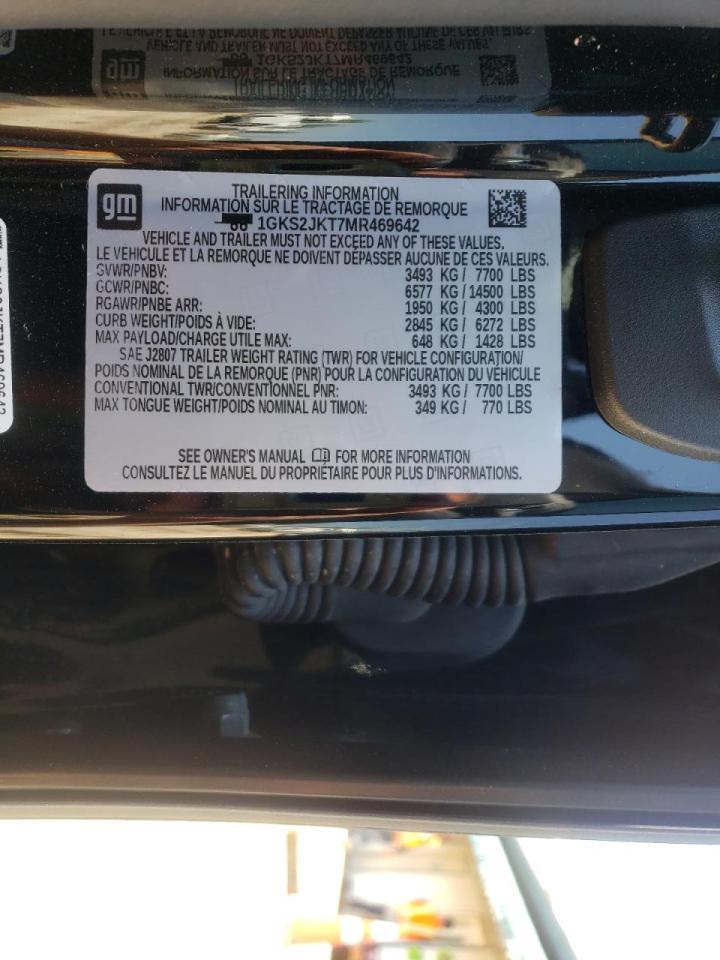 gm
TRAILERING INFORMATION
INFORMATION SUR LE TRACTAGE DE REMORQUE
1GKS2JKT7MR469642
VEHICLE AND TRAILER MUST NOT EXCEED ANY OF THESE VALUES.
LE VEHICULE ET LA REMORQUE NE DOIVENT DÉPASSER AUCUNE DE CES VALEURS.
GVWR/PNBV: 3493 KG / 7700 LBS
GCWR/PNBC: 6577 KG / 14500 LBS
RGAWR/PNBE ARR: 1950 KG / 4300 LBS
CURB WEIGHT/POIDS À VIDE: 2845 KG / 6272 LBS
MAX PAYLOAD/CHARGE UTILE MAX: 648 KG / 1428 LBS
SAE J2807 TRAILER WEIGHT RATING (TWR) FOR VEHICLE CONFIGURATION/
POIDS NOMINAL DE LA REMORQUE (PNR) POUR LA CONFIGURATION DU VÉHICULE
CONVENTIONAL TWR/CONVENTIONNEL PNR: 3493 KG / 7700 LBS
MAX TONGUE WEIGHT/POIDS NOMINAL AU TIMON: 349 KG / 770 LBS
SEE OWNER'S MANUAL FOR MORE INFORMATION
CONSULTEZ LE MANUEL DU PROPRIÉTAIRE POUR PLUS D'INFORMATIONS.